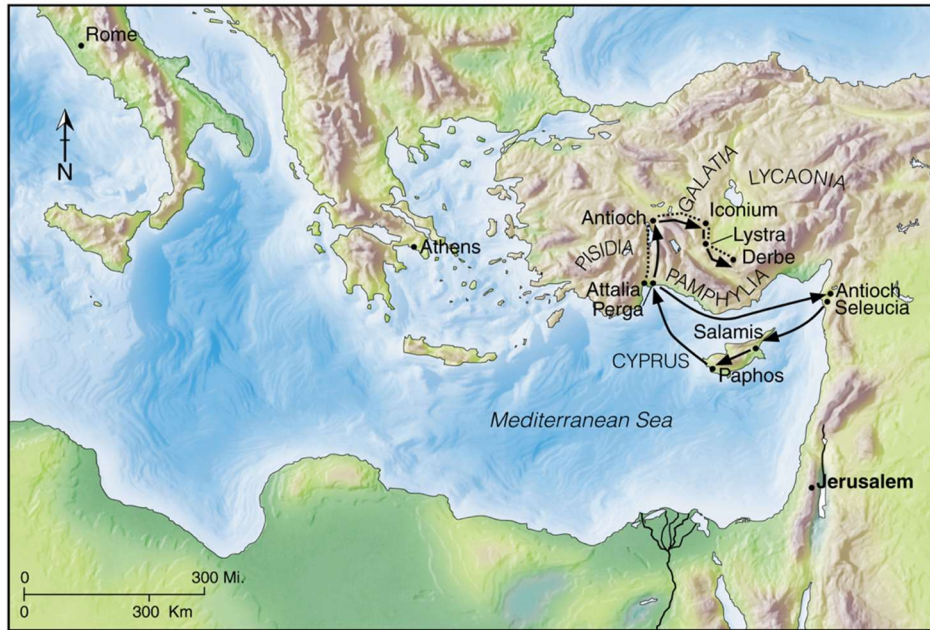 Rome
N
GALATIA
LYCAONIA
Antioch
Iconium
Lystra
Athens
PISIDIA
Derbe
PAMPHYLIA
Attalia
Perga
Antioch
Seleucia
Salamis
CYPRUS
Paphos
Mediterranean Sea
Jerusalem
0 300 Mi.
0 300 Km